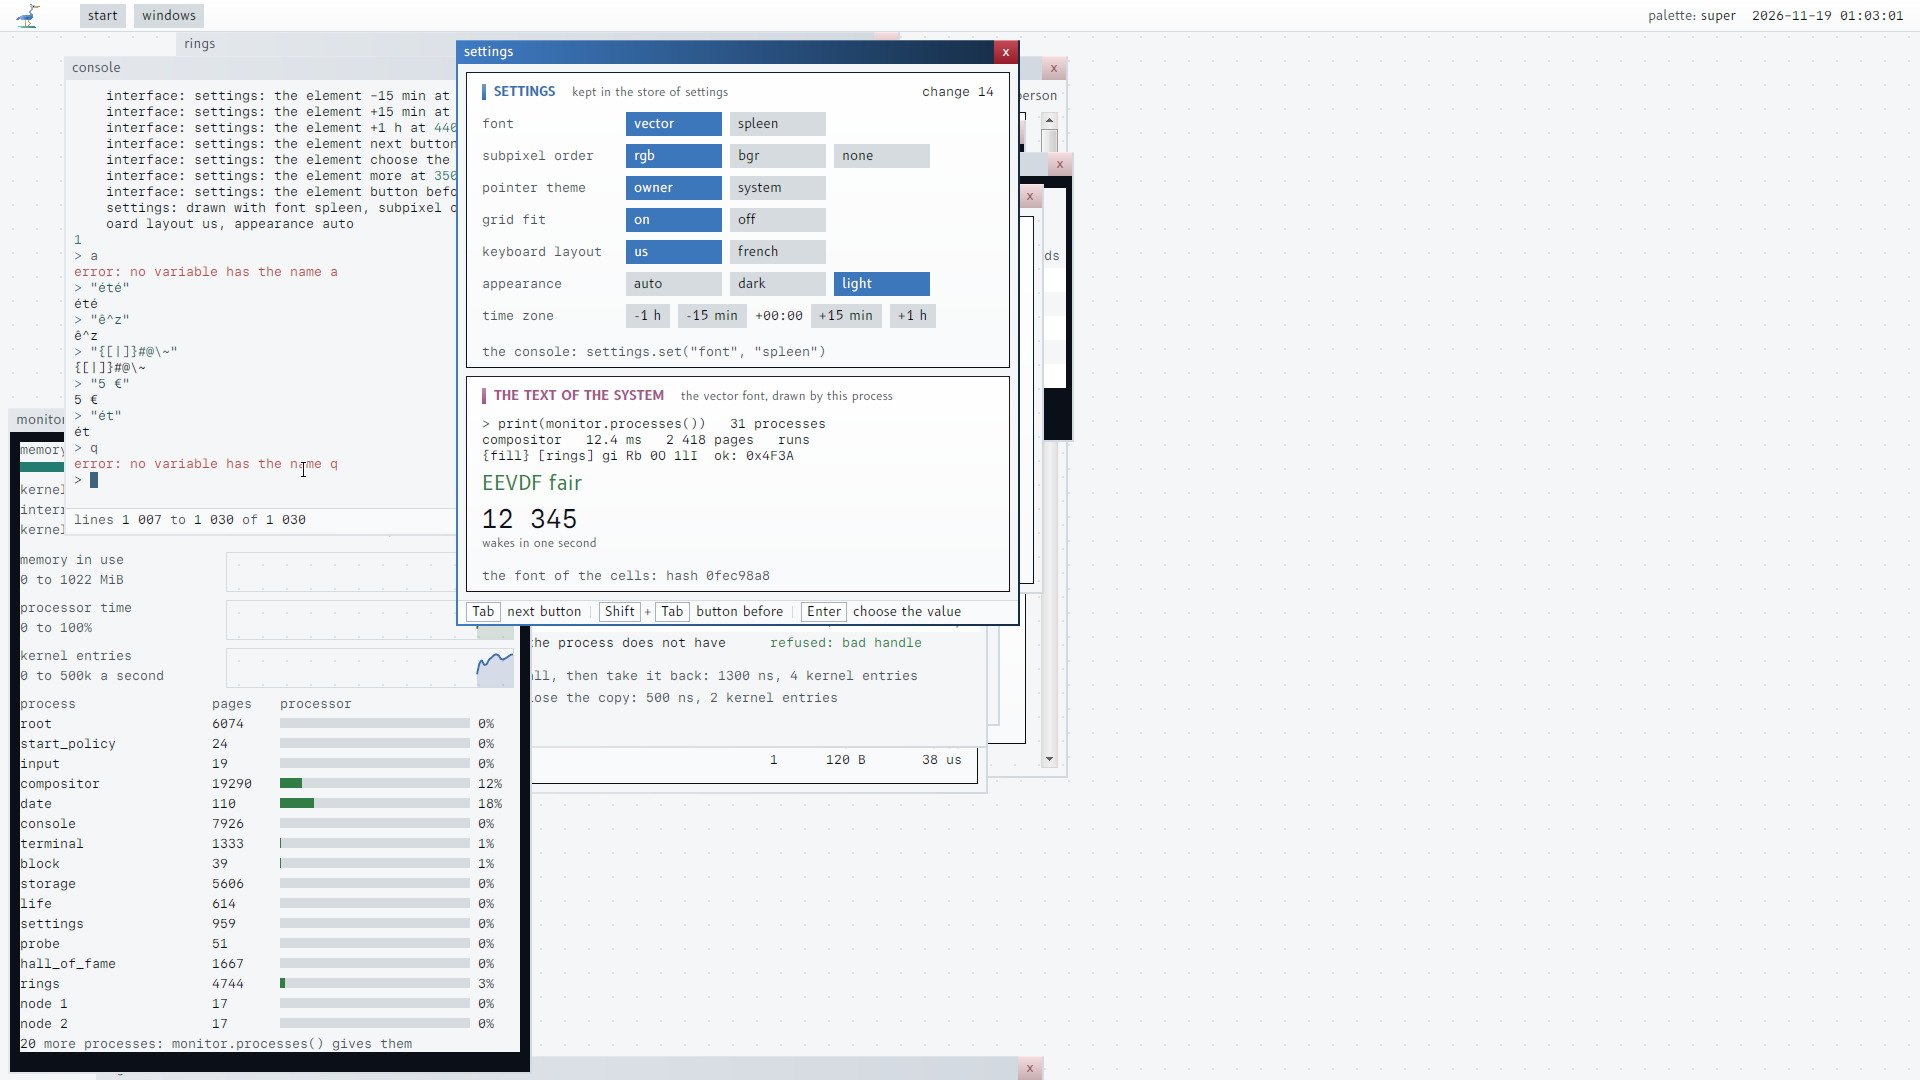 start windows palette: super 2026-11-19 01:03:01
rings
console x
interface: settings: the element -15 min at
interface: settings: the element +15 min at
interface: settings: the element +1 h at 440
interface: settings: the element next button
interface: settings: the element choose the
interface: settings: the element more at 350
interface: settings: the element button befo
settings: drawn with font spleen, subpixel o
oard layout us, appearance auto
1
> a
error: no variable has the name a
> "été"
été
> "ê^z"
ê^z
> "{[|]}#@\~"
{[|]}#@\~
> "5 €"
5 €
> "ét"
ét
> q
error: no variable has the name q
>
lines 1 007 to 1 030 of 1 030
settings x
SETTINGS kept in the store of settings change 14
font vector spleen
subpixel order rgb bgr none
pointer theme owner system
grid fit on off
keyboard layout us french
appearance auto dark light
time zone -1 h -15 min +00:00 +15 min +1 h
the console: settings.set("font", "spleen")
THE TEXT OF THE SYSTEM the vector font, drawn by this process
> print(monitor.processes()) 31 processes
compositor 12.4 ms 2 418 pages runs
{fill} [rings] gi Rb 0O 1lI ok: 0x4F3A
EEVDF fair
12 345
wakes in one second
the font of the cells: hash 0fec98a8
Tab next button Shift + Tab button before Enter choose the value
person
x
x
ds
the process does not have refused: bad handle
all, then take it back: 1300 ns, 4 kernel entries
lose the copy: 500 ns, 2 kernel entries
1 120 B 38 us
x
monitor
memory
kernel
inter
kernel
memory in use
0 to 1022 MiB
processor time
0 to 100%
kernel entries
0 to 500k a second
process pages processor
root 6074 0%
start_policy 24 0%
input 19 0%
compositor 19290 12%
date 110 18%
console 7926 0%
terminal 1333 1%
block 39 1%
storage 5606 0%
life 614 0%
settings 959 0%
probe 51 0%
hall_of_fame 1667 0%
rings 4744 3%
node 1 17 0%
node 2 17 0%
20 more processes: monitor.processes() gives them